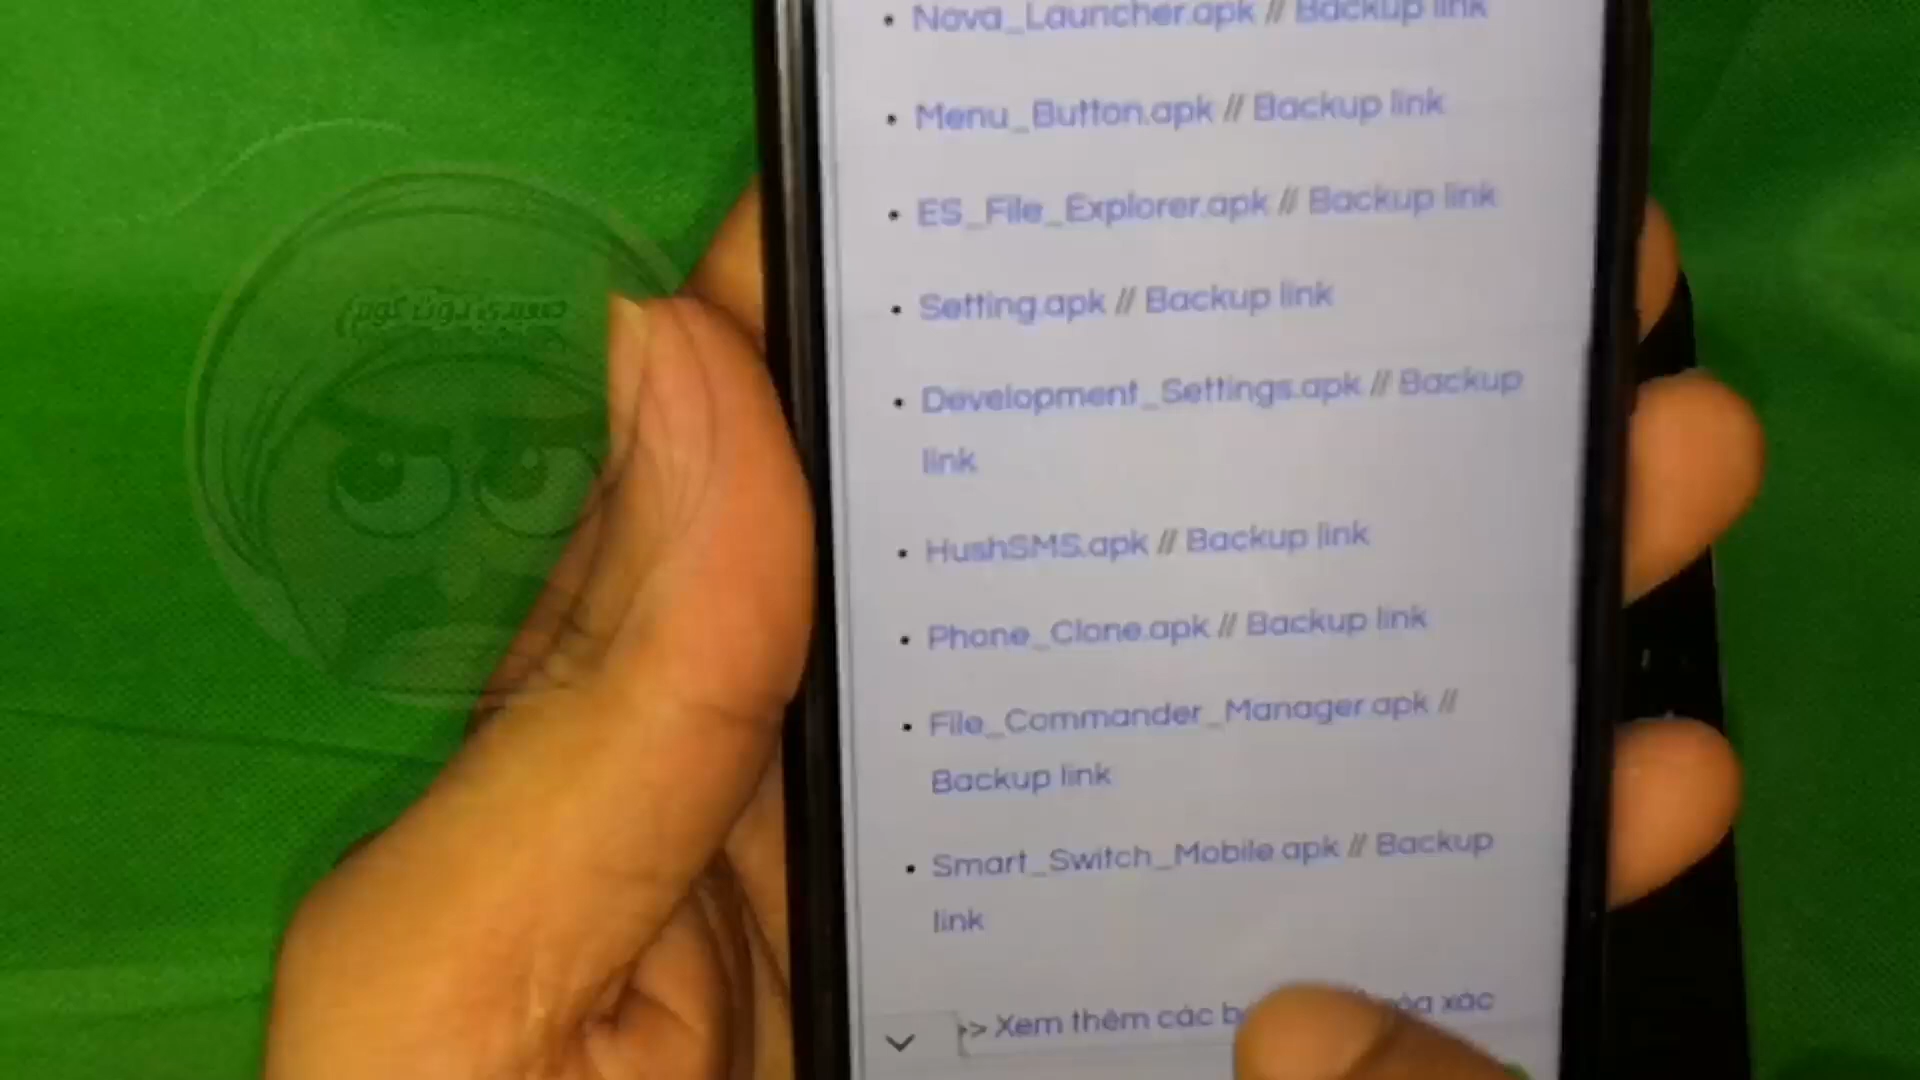 Nova_Launcher.apk // Backup link
Menu_Button.apk // Backup link
ES_File_Explorer.apk // Backup link
Setting.apk // Backup link
Development_Settings.apk // Backup
link
HushSMS.apk // Backup link
Phone_Clone.apk // Backup link
File_Commander_Manager.apk //
Backup link
Smart_Switch_Mobile.apk // Backup
link
>> Xem thêm các xác